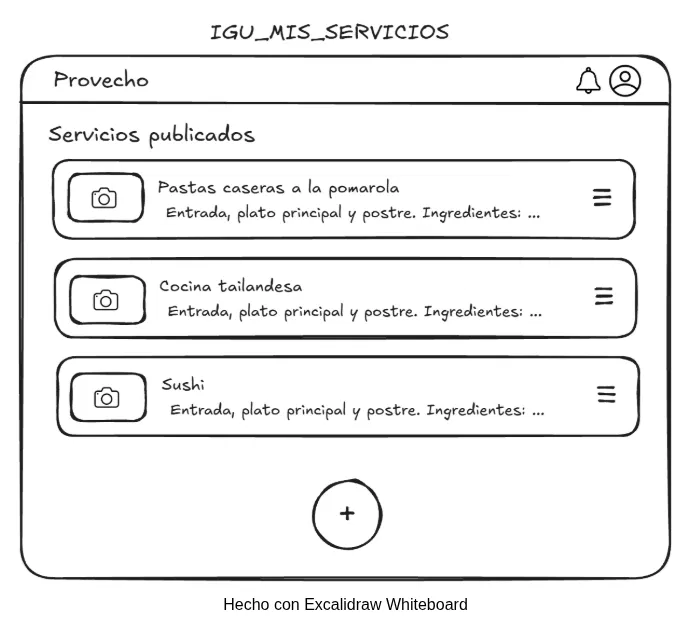 IGU_MIS_SERVICIOS
Provecho
Servicios publicados
Pastas caseras a la pomarola
Entrada, plato principal y postre. Ingredientes: ...
Cocina tailandesa
Entrada, plato principal y postre. Ingredientes: ...
Sushi
Entrada, plato principal y postre. Ingredientes: ...
+
Hecho con Excalidraw Whiteboard